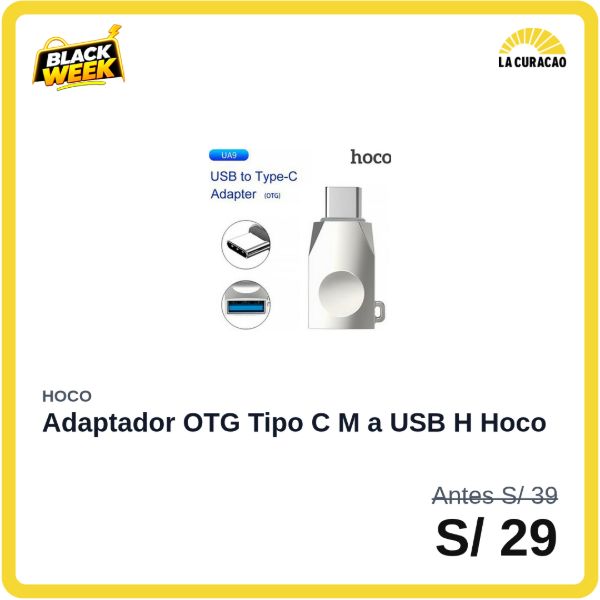 BLACK
WEEK
LA CURACAO
UA9
hoco
USB to Type-C
Adapter (OTG)
HOCO
Adaptador OTG Tipo C M a USB H Hoco
Antes S/ 39
S/ 29